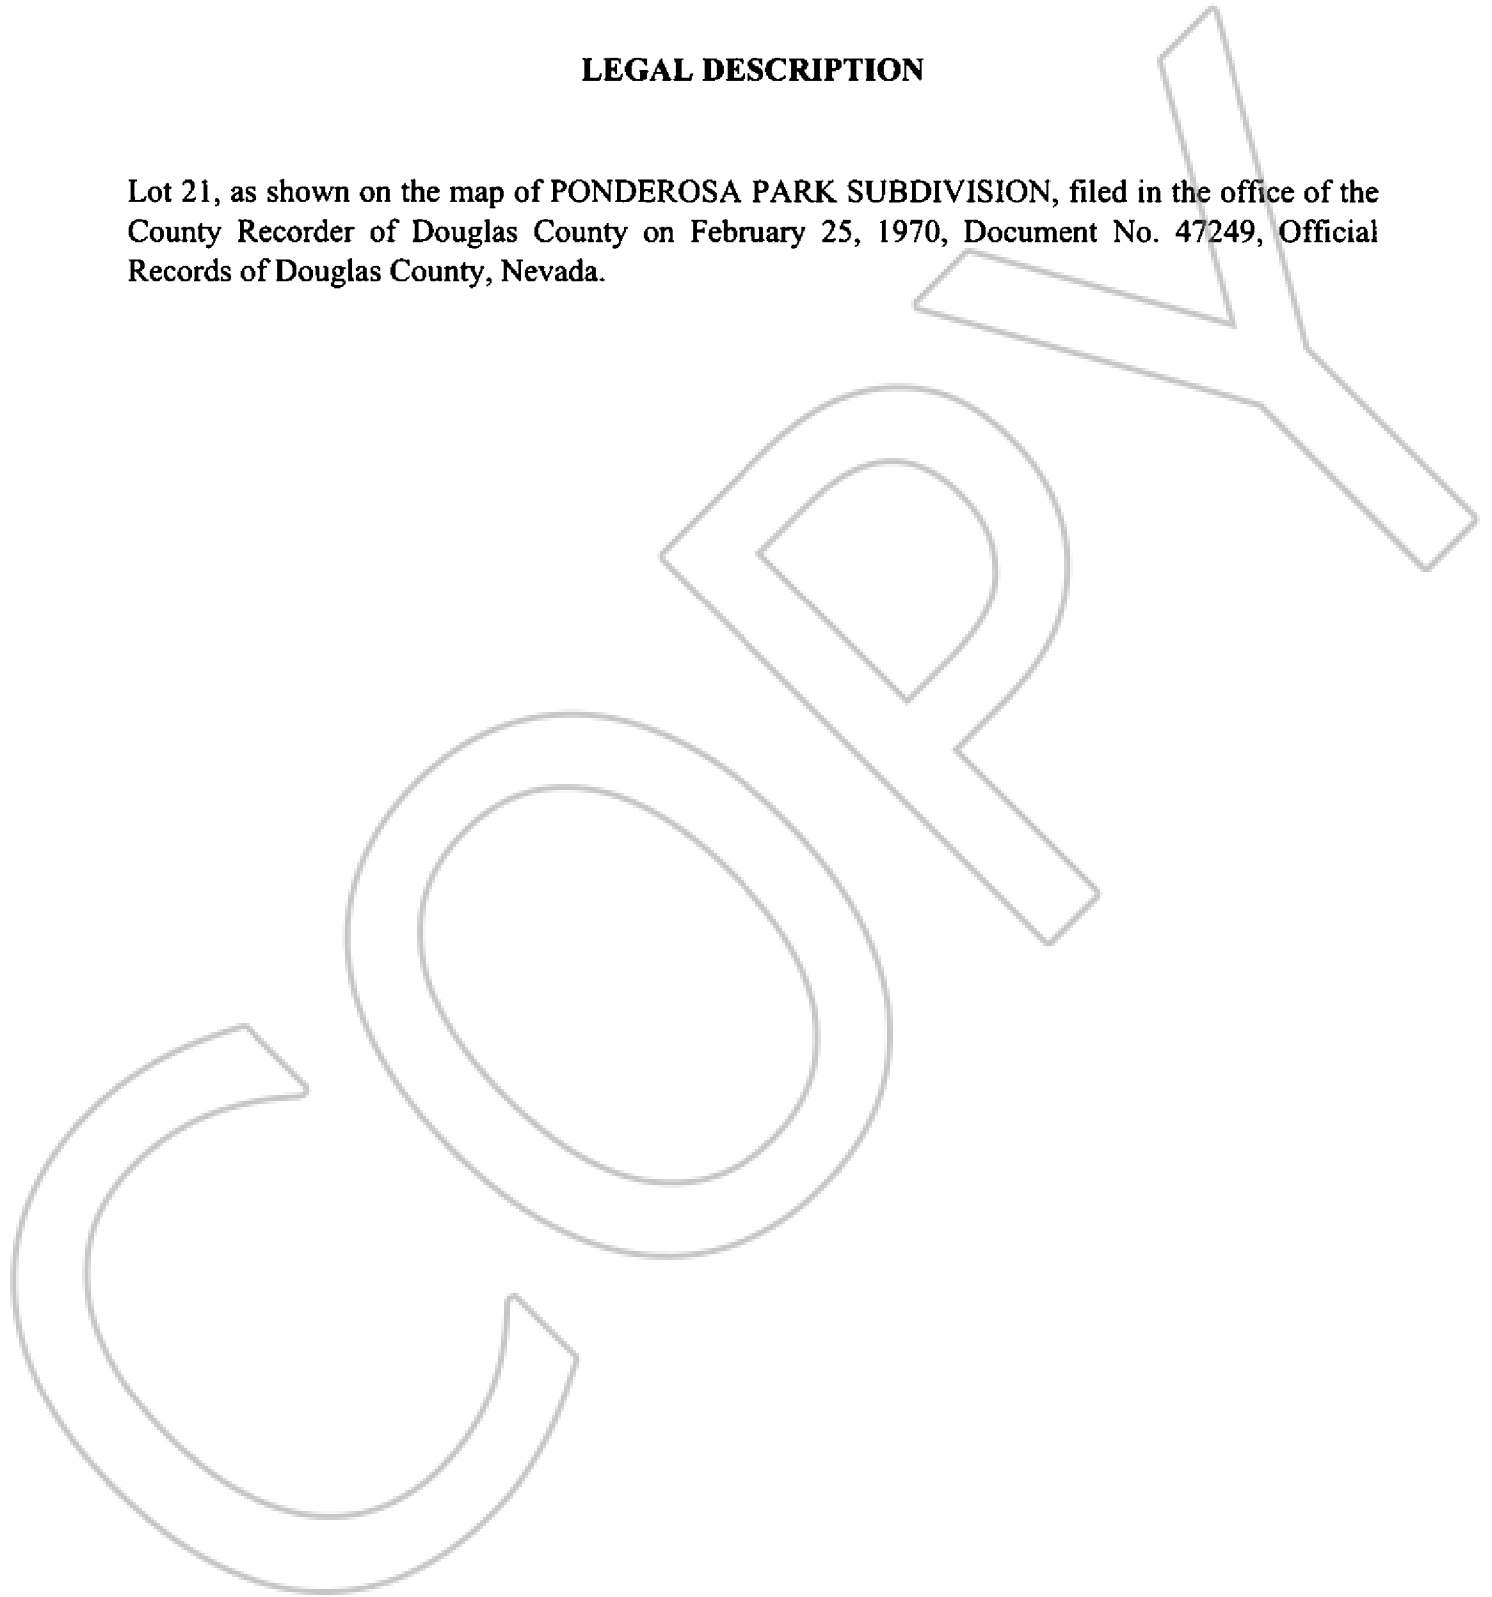 LEGAL DESCRIPTION
Lot 21, as shown on the map of PONDEROSA PARK SUBDIVISION, filed in the office of the
County Recorder of Douglas County on February 25, 1970, Document No. 47249, Official
Records of Douglas County, Nevada.
COPY